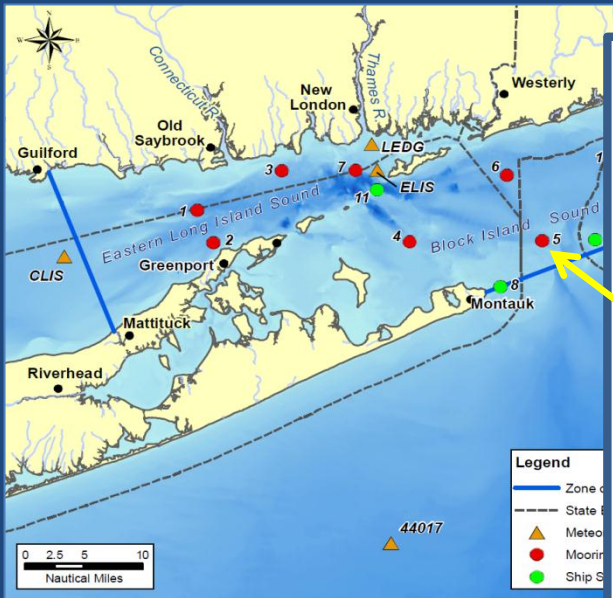 Connecticut R.
Thames R.
New
London
Westerly
Old
Saybrook
LEDG
Guilford
3
7
ELIS
6
11
1
Eastern Long Island Sound
2
4
Block Island Sound
5
CLIS
Greenport
8
Montauk
Mattituck
Riverhead
Legend
Zone
State
44017
0 2.5 5 10
Nautical Miles
Ship